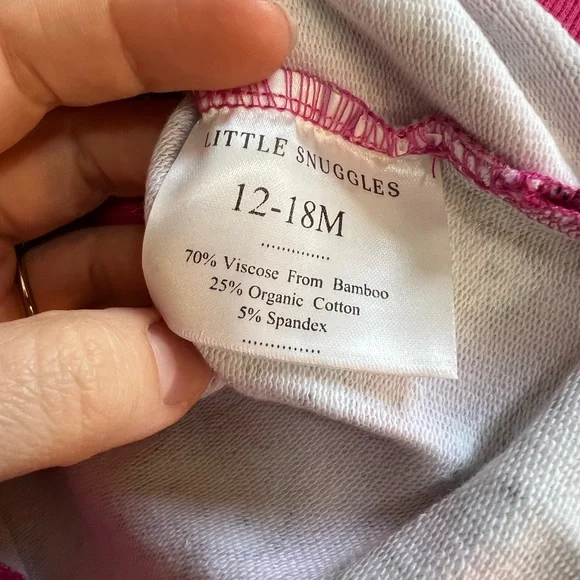 LITTLE SNUGGLES
12-18M
70% Viscose From Bamboo
25% Organic Cotton
5% Spandex